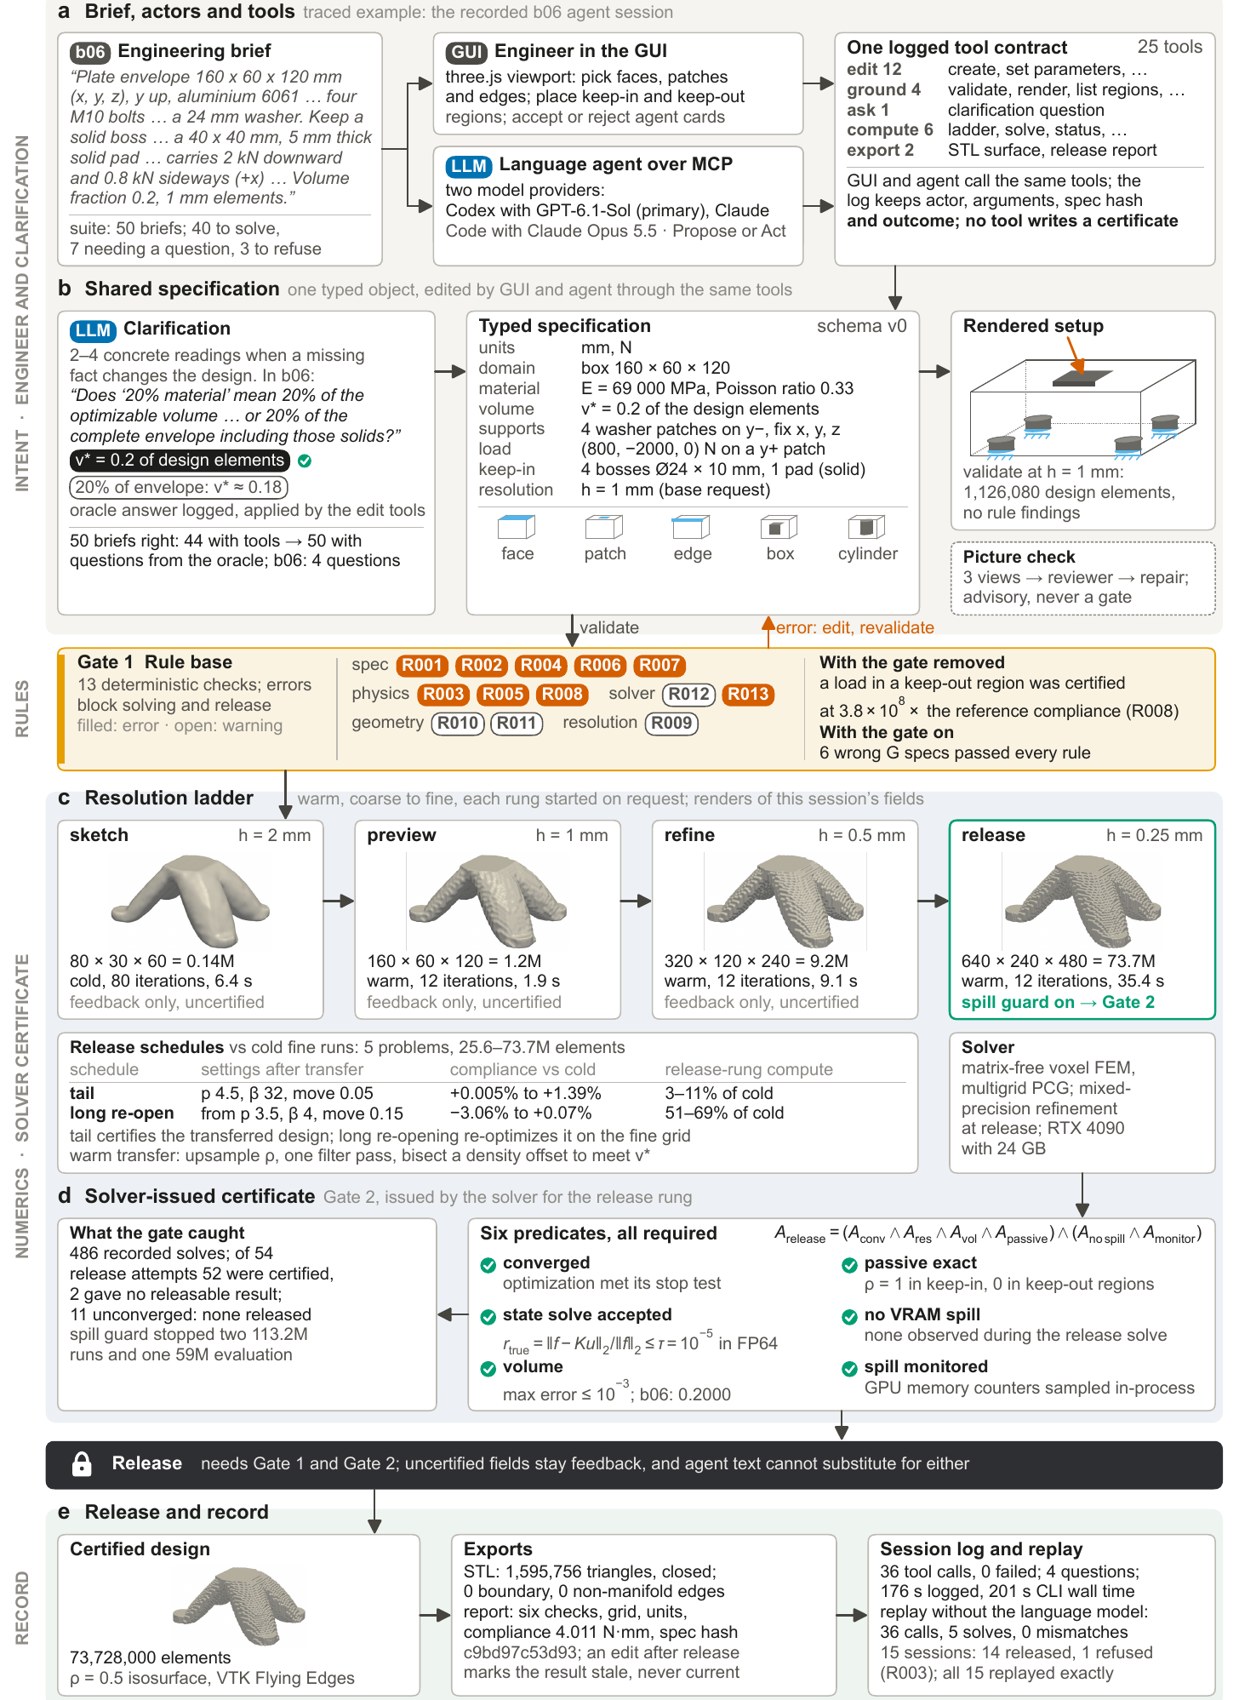 a Brief, actors and tools traced example: the recorded b06 agent session
b06 Engineering brief
“Plate envelope 160 x 60 x 120 mm
(x, y, z), y up, aluminium 6061 … four
M10 bolts … a 24 mm washer. Keep a
solid boss … a 40 x 40 mm, 5 mm thick
solid pad … carries 2 kN downward
and 0.8 kN sideways (+x) … Volume
fraction 0.2, 1 mm elements.”
suite: 50 briefs; 40 to solve,
7 needing a question, 3 to refuse
GUI Engineer in the GUI
three.js viewport: pick faces, patches
and edges; place keep-in and keep-out
regions; accept or reject agent cards
LLM Language agent over MCP
two model providers:
Codex with GPT-6.1-Sol (primary), Claude
Code with Claude Opus 5.5 · Propose or Act
One logged tool contract 25 tools
edit 12 create, set parameters, …
ground 4 validate, render, list regions, …
ask 1 clarification question
compute 6 ladder, solve, status, …
export 2 STL surface, release report
GUI and agent call the same tools; the
log keeps actor, arguments, spec hash
and outcome; no tool writes a certificate
INTENT · ENGINEER AND CLARIFICATION
b Shared specification one typed object, edited by GUI and agent through the same tools
LLM Clarification
2–4 concrete readings when a missing
fact changes the design. In b06:
“Does ‘20% material’ mean 20% of the
optimizable volume … or 20% of the
complete envelope including those solids?”
v* = 0.2 of design elements
20% of envelope: v* ≈ 0.18
oracle answer logged, applied by the edit tools
50 briefs right: 44 with tools → 50 with
questions from the oracle; b06: 4 questions
Typed specification schema v0
units mm, N
domain box 160 × 60 × 120
material E = 69 000 MPa, Poisson ratio 0.33
volume v* = 0.2 of the design elements
supports 4 washer patches on y−, fix x, y, z
load (800, −2000, 0) N on a y+ patch
keep-in 4 bosses Ø24 × 10 mm, 1 pad (solid)
resolution h = 1 mm (base request)
face patch edge box cylinder
Rendered setup
validate at h = 1 mm:
1,126,080 design elements,
no rule findings
Picture check
3 views → reviewer → repair;
advisory, never a gate
validate
error: edit, revalidate
RULES
Gate 1 Rule base
13 deterministic checks; errors
block solving and release
filled: error · open: warning
spec R001 R002 R004 R006 R007
physics R003 R005 R008 solver R012 R013
geometry R010 R011 resolution R009
With the gate removed
a load in a keep-out region was certified
at 3.8 × 10⁸ × the reference compliance (R008)
With the gate on
6 wrong G specs passed every rule
NUMERICS · SOLVER CERTIFICATE
c Resolution ladder warm, coarse to fine, each rung started on request; renders of this session’s fields
sketch h = 2 mm
80 × 30 × 60 = 0.14M
cold, 80 iterations, 6.4 s
feedback only, uncertified
preview h = 1 mm
160 × 60 × 120 = 1.2M
warm, 12 iterations, 1.9 s
feedback only, uncertified
refine h = 0.5 mm
320 × 120 × 240 = 9.2M
warm, 12 iterations, 9.1 s
feedback only, uncertified
release h = 0.25 mm
640 × 240 × 480 = 73.7M
warm, 12 iterations, 35.4 s
spill guard on → Gate 2
Release schedules vs cold fine runs: 5 problems, 25.6–73.7M elements
schedule settings after transfer compliance vs cold release-rung compute
tail p 4.5, β 32, move 0.05 +0.005% to +1.39% 3–11% of cold
long re-open from p 3.5, β 4, move 0.15 −3.06% to +0.07% 51–69% of cold
tail certifies the transferred design; long re-opening re-optimizes it on the fine grid
warm transfer: upsample ρ, one filter pass, bisect a density offset to meet v*
Solver
matrix-free voxel FEM,
multigrid PCG; mixed-
precision refinement
at release; RTX 4090
with 24 GB
d Solver-issued certificate Gate 2, issued by the solver for the release rung
What the gate caught
486 recorded solves; of 54
release attempts 52 were certified,
2 gave no releasable result;
11 unconverged: none released
spill guard stopped two 113.2M
runs and one 59M evaluation
Six predicates, all required A_release = (A_conv ∧ A_res ∧ A_vol ∧ A_passive) ∧ (A_no spill ∧ A_monitor)
converged
optimization met its stop test
state solve accepted
r_true = ‖f − Ku‖₂/‖f‖₂ ≤ τ = 10⁻⁵ in FP64
volume
max error ≤ 10⁻³; b06: 0.2000
passive exact
ρ = 1 in keep-in, 0 in keep-out regions
no VRAM spill
none observed during the release solve
spill monitored
GPU memory counters sampled in-process
Release needs Gate 1 and Gate 2; uncertified fields stay feedback, and agent text cannot substitute for either
RECORD
e Release and record
Certified design
73,728,000 elements
ρ = 0.5 isosurface, VTK Flying Edges
Exports
STL: 1,595,756 triangles, closed;
0 boundary, 0 non-manifold edges
report: six checks, grid, units,
compliance 4.011 N·mm, spec hash
c9bd97c53d93; an edit after release
marks the result stale, never current
Session log and replay
36 tool calls, 0 failed; 4 questions;
176 s logged, 201 s CLI wall time
replay without the language model:
36 calls, 5 solves, 0 mismatches
15 sessions: 14 released, 1 refused
(R003); all 15 replayed exactly